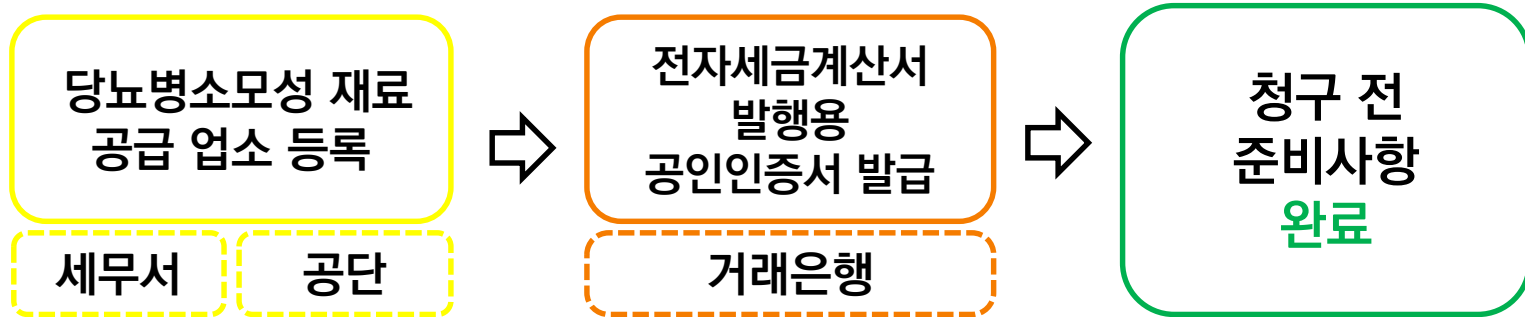 당뇨병소모성 재료
공급 업소 등록
세무서
공단
전자세금계산서
발행용
공인인증서 발급
거래은행
청구 전
준비사항
완료